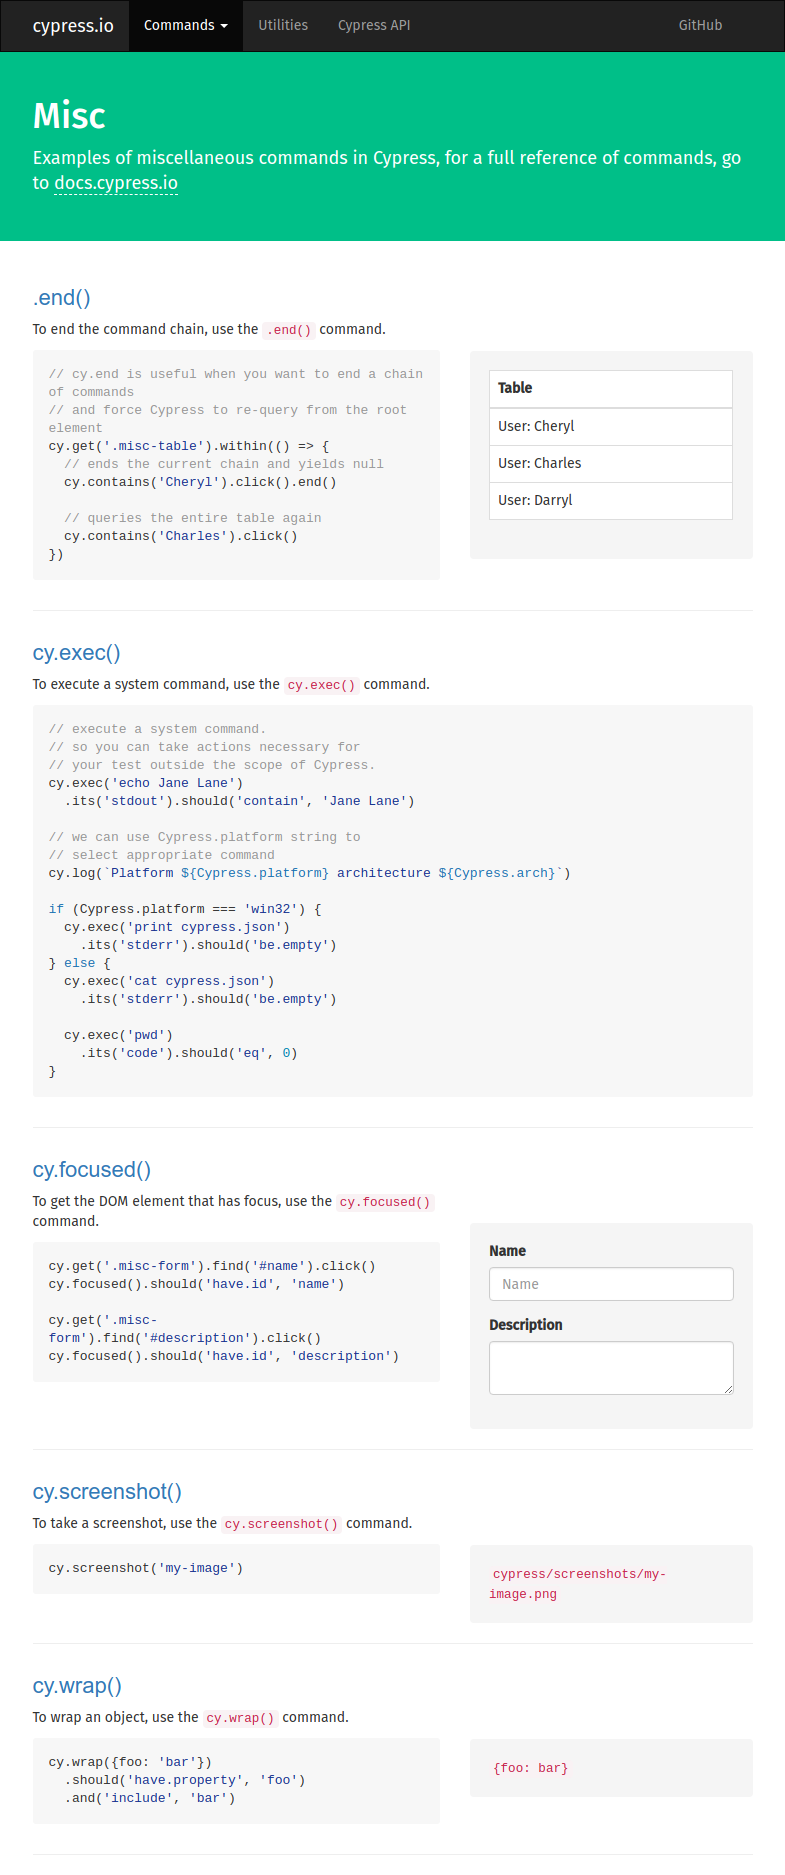 cypress.io Commands Utilities Cypress API GitHub
Misc
Examples of miscellaneous commands in Cypress, for a full reference of commands, go
to docs.cypress.io
.end()
To end the command chain, use the .end() command.
// cy.end is useful when you want to end a chain
of commands
// and force Cypress to re-query from the root
element
cy.get('.misc-table').within(() => {
  // ends the current chain and yields null
  cy.contains('Cheryl').click().end()
  // queries the entire table again
  cy.contains('Charles').click()
})
Table
User: Cheryl
User: Charles
User: Darryl
cy.exec()
To execute a system command, use the cy.exec() command.
// execute a system command.
// so you can take actions necessary for
// your test outside the scope of Cypress.
cy.exec('echo Jane Lane')
  .its('stdout').should('contain', 'Jane Lane')
// we can use Cypress.platform string to
// select appropriate command
cy.log(`Platform ${Cypress.platform} architecture ${Cypress.arch}`)
if (Cypress.platform === 'win32') {
  cy.exec('print cypress.json')
    .its('stderr').should('be.empty')
} else {
  cy.exec('cat cypress.json')
    .its('stderr').should('be.empty')
  cy.exec('pwd')
    .its('code').should('eq', 0)
}
cy.focused()
To get the DOM element that has focus, use the cy.focused()
command.
cy.get('.misc-form').find('#name').click()
cy.focused().should('have.id', 'name')
cy.get('.misc-
form').find('#description').click()
cy.focused().should('have.id', 'description')
Name
Name
Description
cy.screenshot()
To take a screenshot, use the cy.screenshot() command.
cy.screenshot('my-image')
cypress/screenshots/my-
image.png
cy.wrap()
To wrap an object, use the cy.wrap() command.
cy.wrap({foo: 'bar'})
  .should('have.property', 'foo')
  .and('include', 'bar')
{foo: bar}